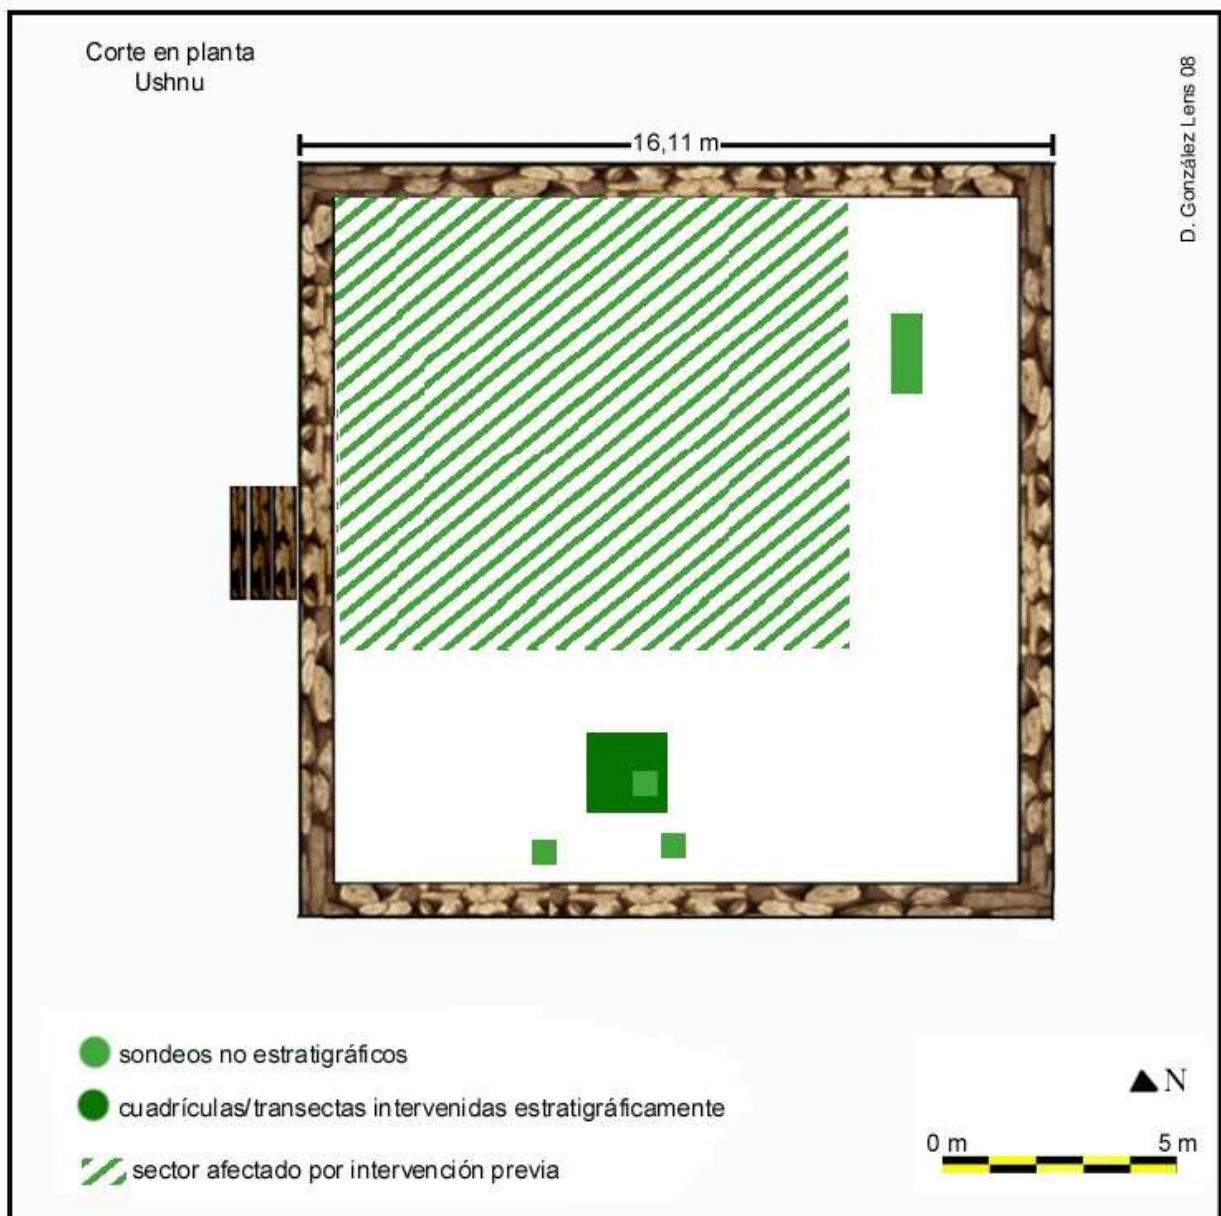 Corte en planta
Ushnu
D. González Lens 08
16,11 m
sondeos no estratigráficos
cuadrículas/transectas intervenidas estratigráficamente
sector afectado por intervención previa
N
0 m 5 m